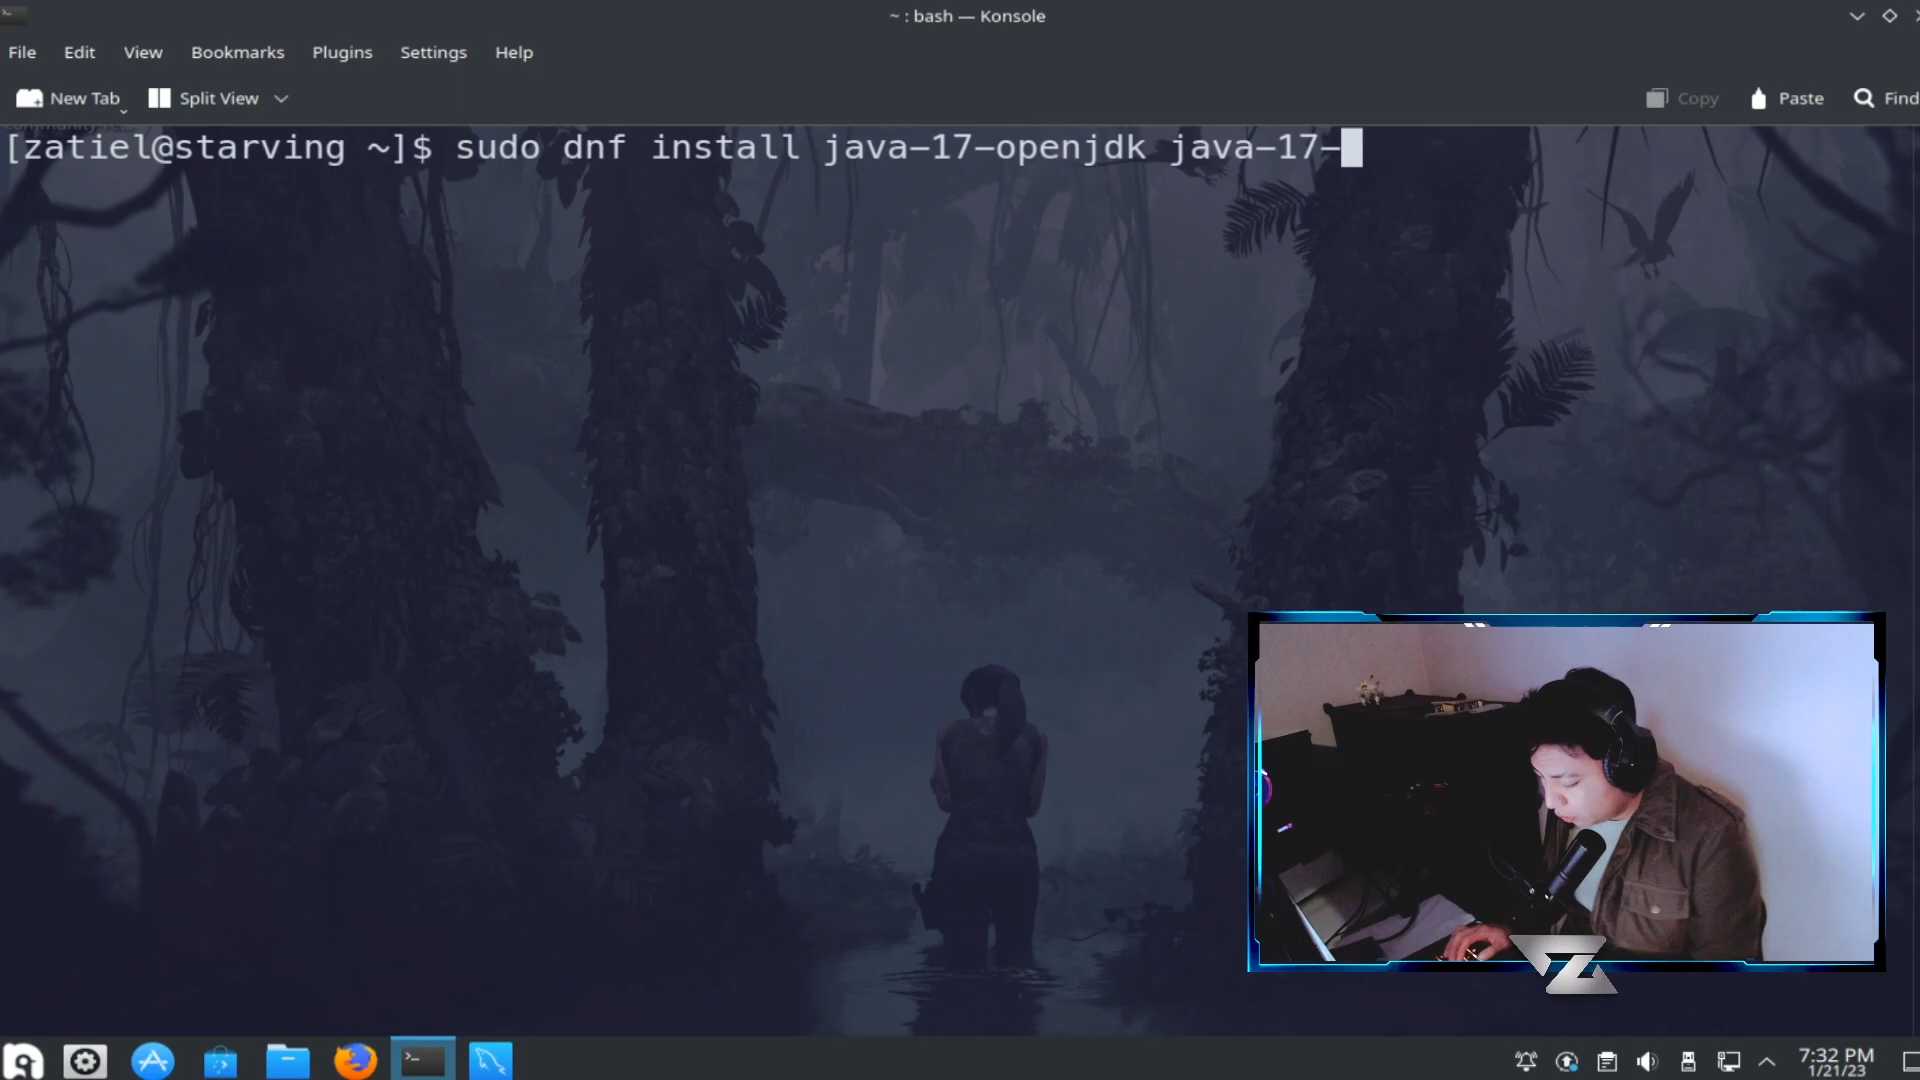 ~ : bash — Konsole
File Edit View Bookmarks Plugins Settings Help
New Tab Split View Copy Paste Find
[zatiel@starving ~]$ sudo dnf install java-17-openjdk java-17-
7:32 PM
1/21/23